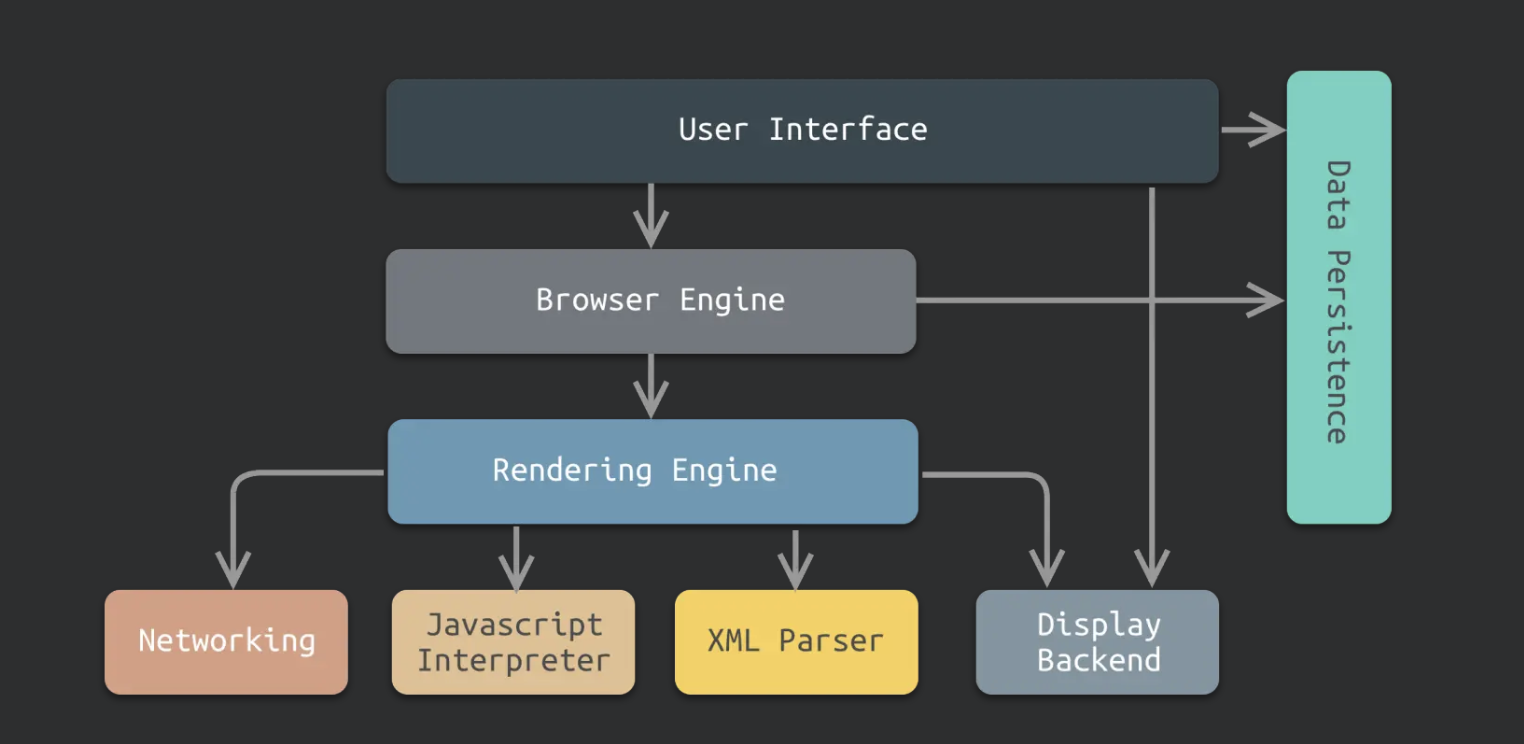 User Interface
Data Persistence
Browser Engine
Rendering Engine
Networking
Javascript
Interpreter
XML Parser
Display
Backend